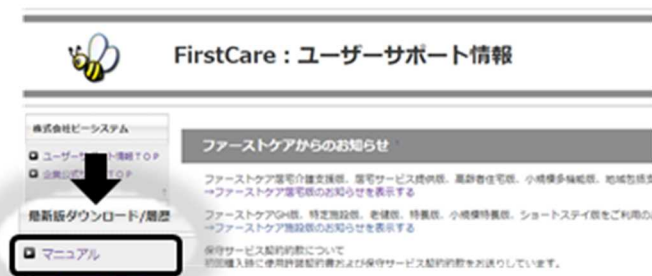 FirstCare：ユーザーサポート情報
株式会社ビーシステム
ユーザーサポート情報ＴＯＰ
企業公式ＴＯＰ
最新版ダウンロード/履歴
マニュアル
ファーストケアからのお知らせ
ファーストケア居宅介護支援版、居宅サービス提供版、高齢者住宅版、小規模多機能版、地域包括支
→ファーストケア居宅版のお知らせを表示する
ファーストケアGH版、特定施設版、老健版、特養版、小規模特養版、ショートステイ版をご利用のお
→ファーストケア施設版のお知らせを表示する
保守サービス契約約款について
初回購入時に使用許諾契約書および保守サービス契約約款をお送りしています。